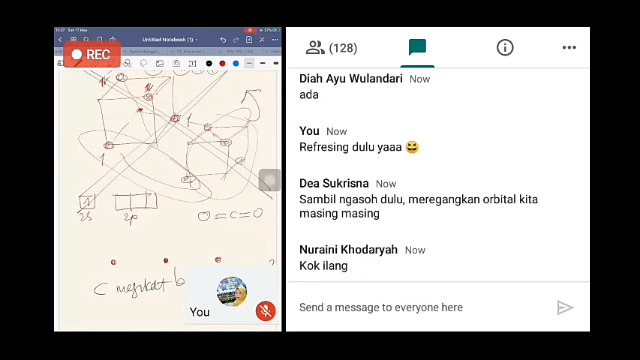 Untitled Notebook (2)
REC
2s
2p
O=C=O
C mengikat b
You
(128)
Diah Ayu Wulandari Now
ada
You Now
Refresing dulu yaaa 😆
Dea Sukrisna Now
Sambil ngasoh dulu, meregangkan orbital kita
masing masing
Nuraini Khodaryah Now
Kok ilang
Send a message to everyone here